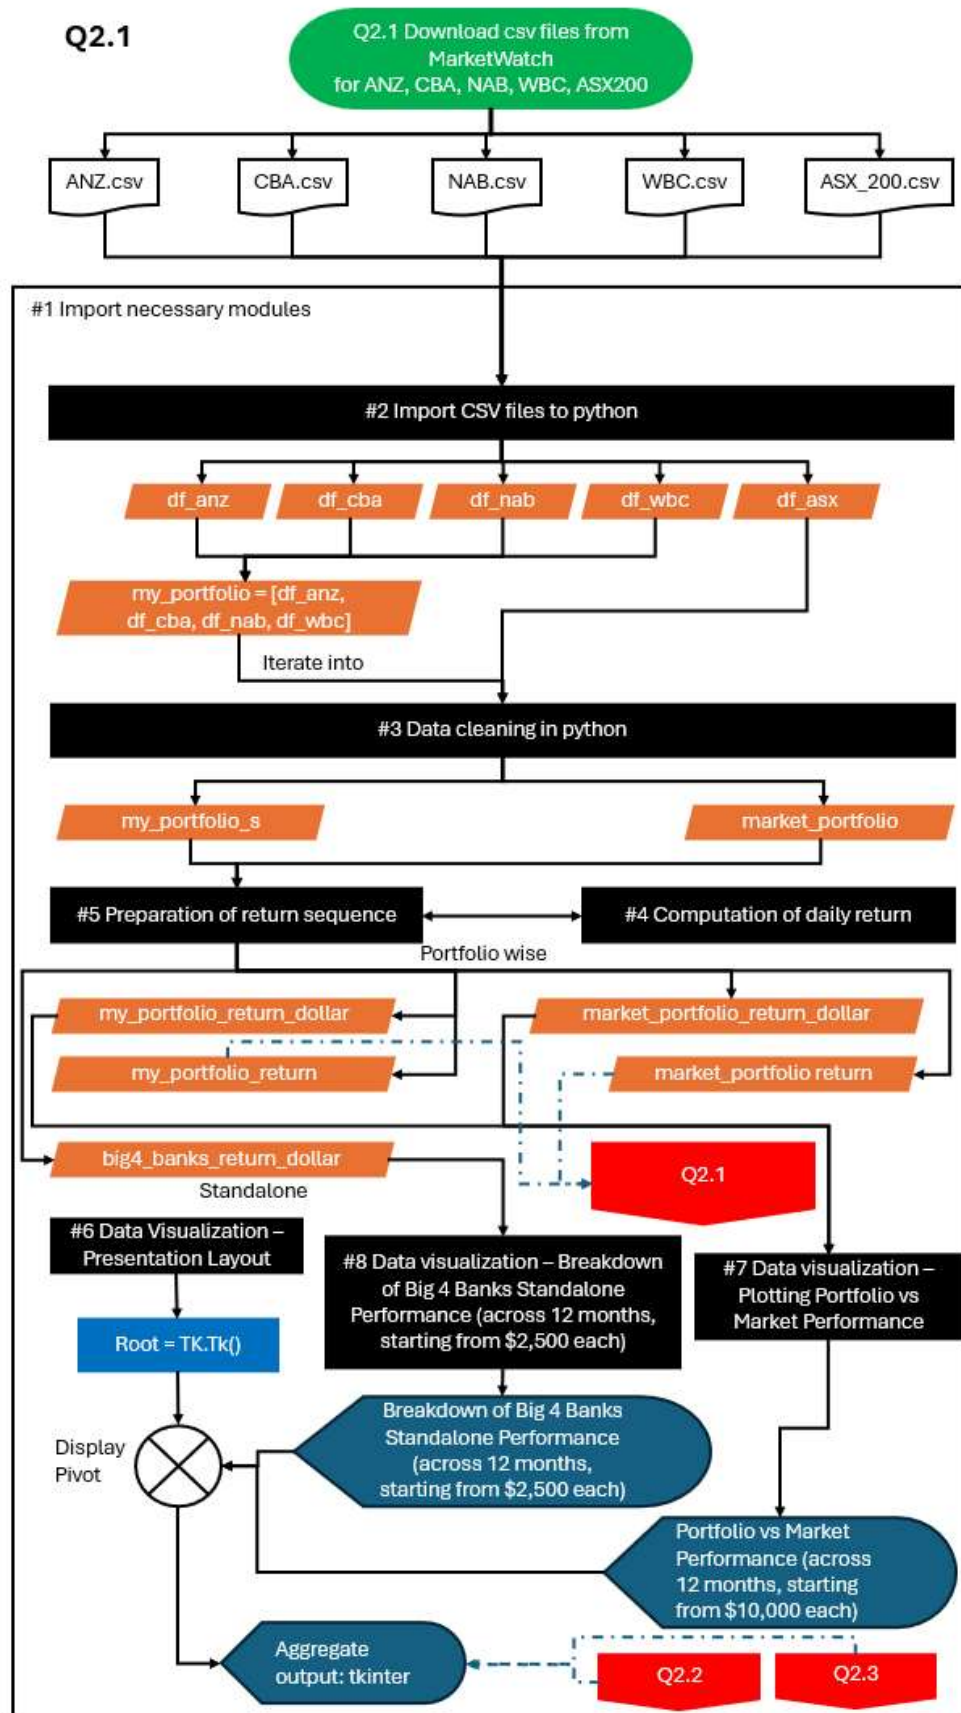 Q2.1
Q2.1 Download csv files from
MarketWatch
for ANZ, CBA, NAB, WBC, ASX200
ANZ.csv
CBA.csv
NAB.csv
WBC.csv
ASX_200.csv
#1 Import necessary modules
#2 Import CSV files to python
df_anz
df_cba
df_nab
df_wbc
df_asx
my_portfolio = [df_anz,
df_cba, df_nab, df_wbc]
Iterate into
#3 Data cleaning in python
my_portfolio_s
market_portfolio
#5 Preparation of return sequence
#4 Computation of daily return
Portfolio wise
my_portfolio_return_dollar
market_portfolio_return_dollar
my_portfolio_return
market_portfolio return
big4_banks_return_dollar
Standalone
Q2.1
#6 Data Visualization –
Presentation Layout
#8 Data visualization – Breakdown
of Big 4 Banks Standalone
Performance (across 12 months,
starting from $2,500 each)
#7 Data visualization –
Plotting Portfolio vs
Market Performance
Root = TK.Tk()
Display
Pivot
Breakdown of Big 4 Banks
Standalone Performance
(across 12 months,
starting from $2,500 each)
Portfolio vs Market
Performance (across
12 months, starting
from $10,000 each)
Aggregate
output: tkinter
Q2.2
Q2.3